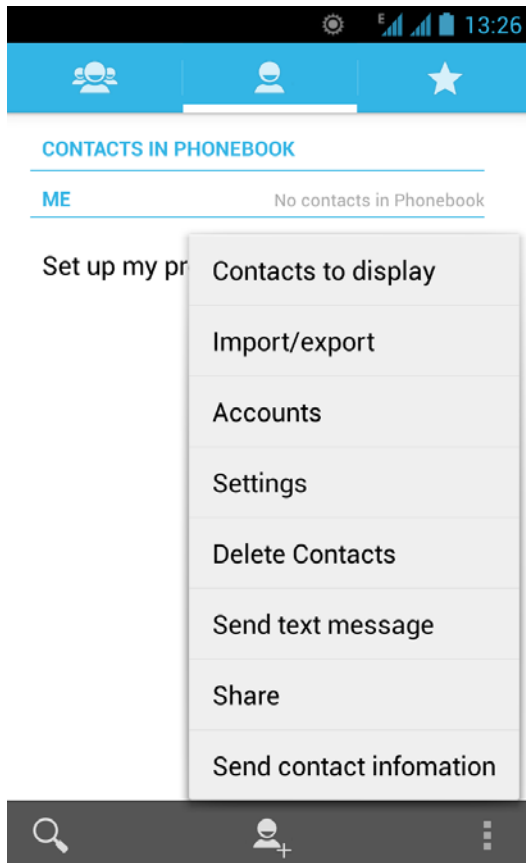 E 13:26
CONTACTS IN PHONEBOOK
ME No contacts in Phonebook
Set up my pr
Contacts to display
Import/export
Accounts
Settings
Delete Contacts
Send text message
Share
Send contact infomation